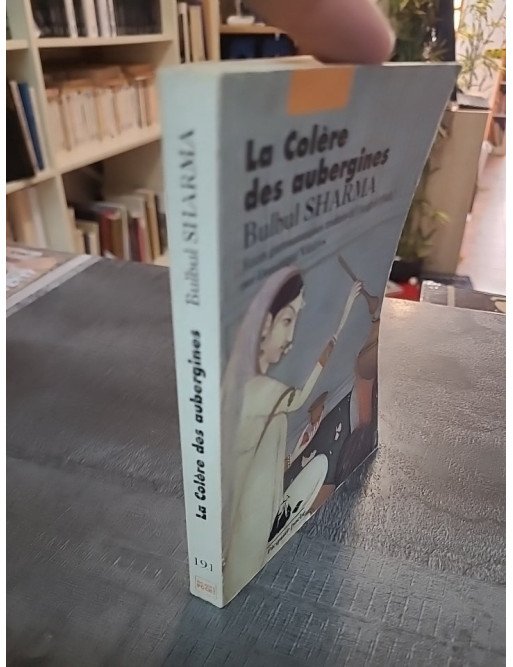 La Colère
des aubergines
Bulbul SHARMA
La Colère des aubergines
Bulbul SHARMA
191